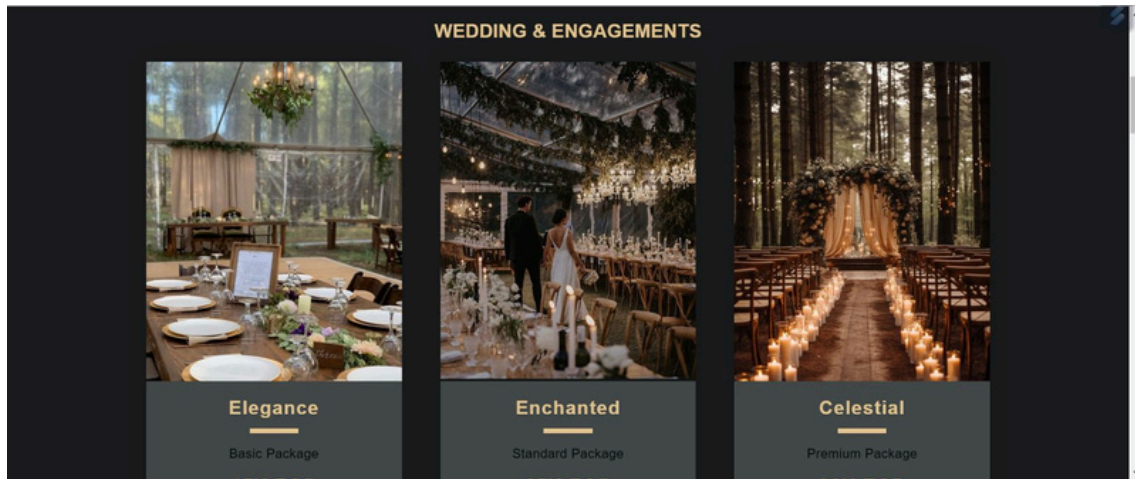 WEDDING & ENGAGEMENTS
Elegance
Enchanted
Celestial
Basic Package
Standard Package
Premium Package